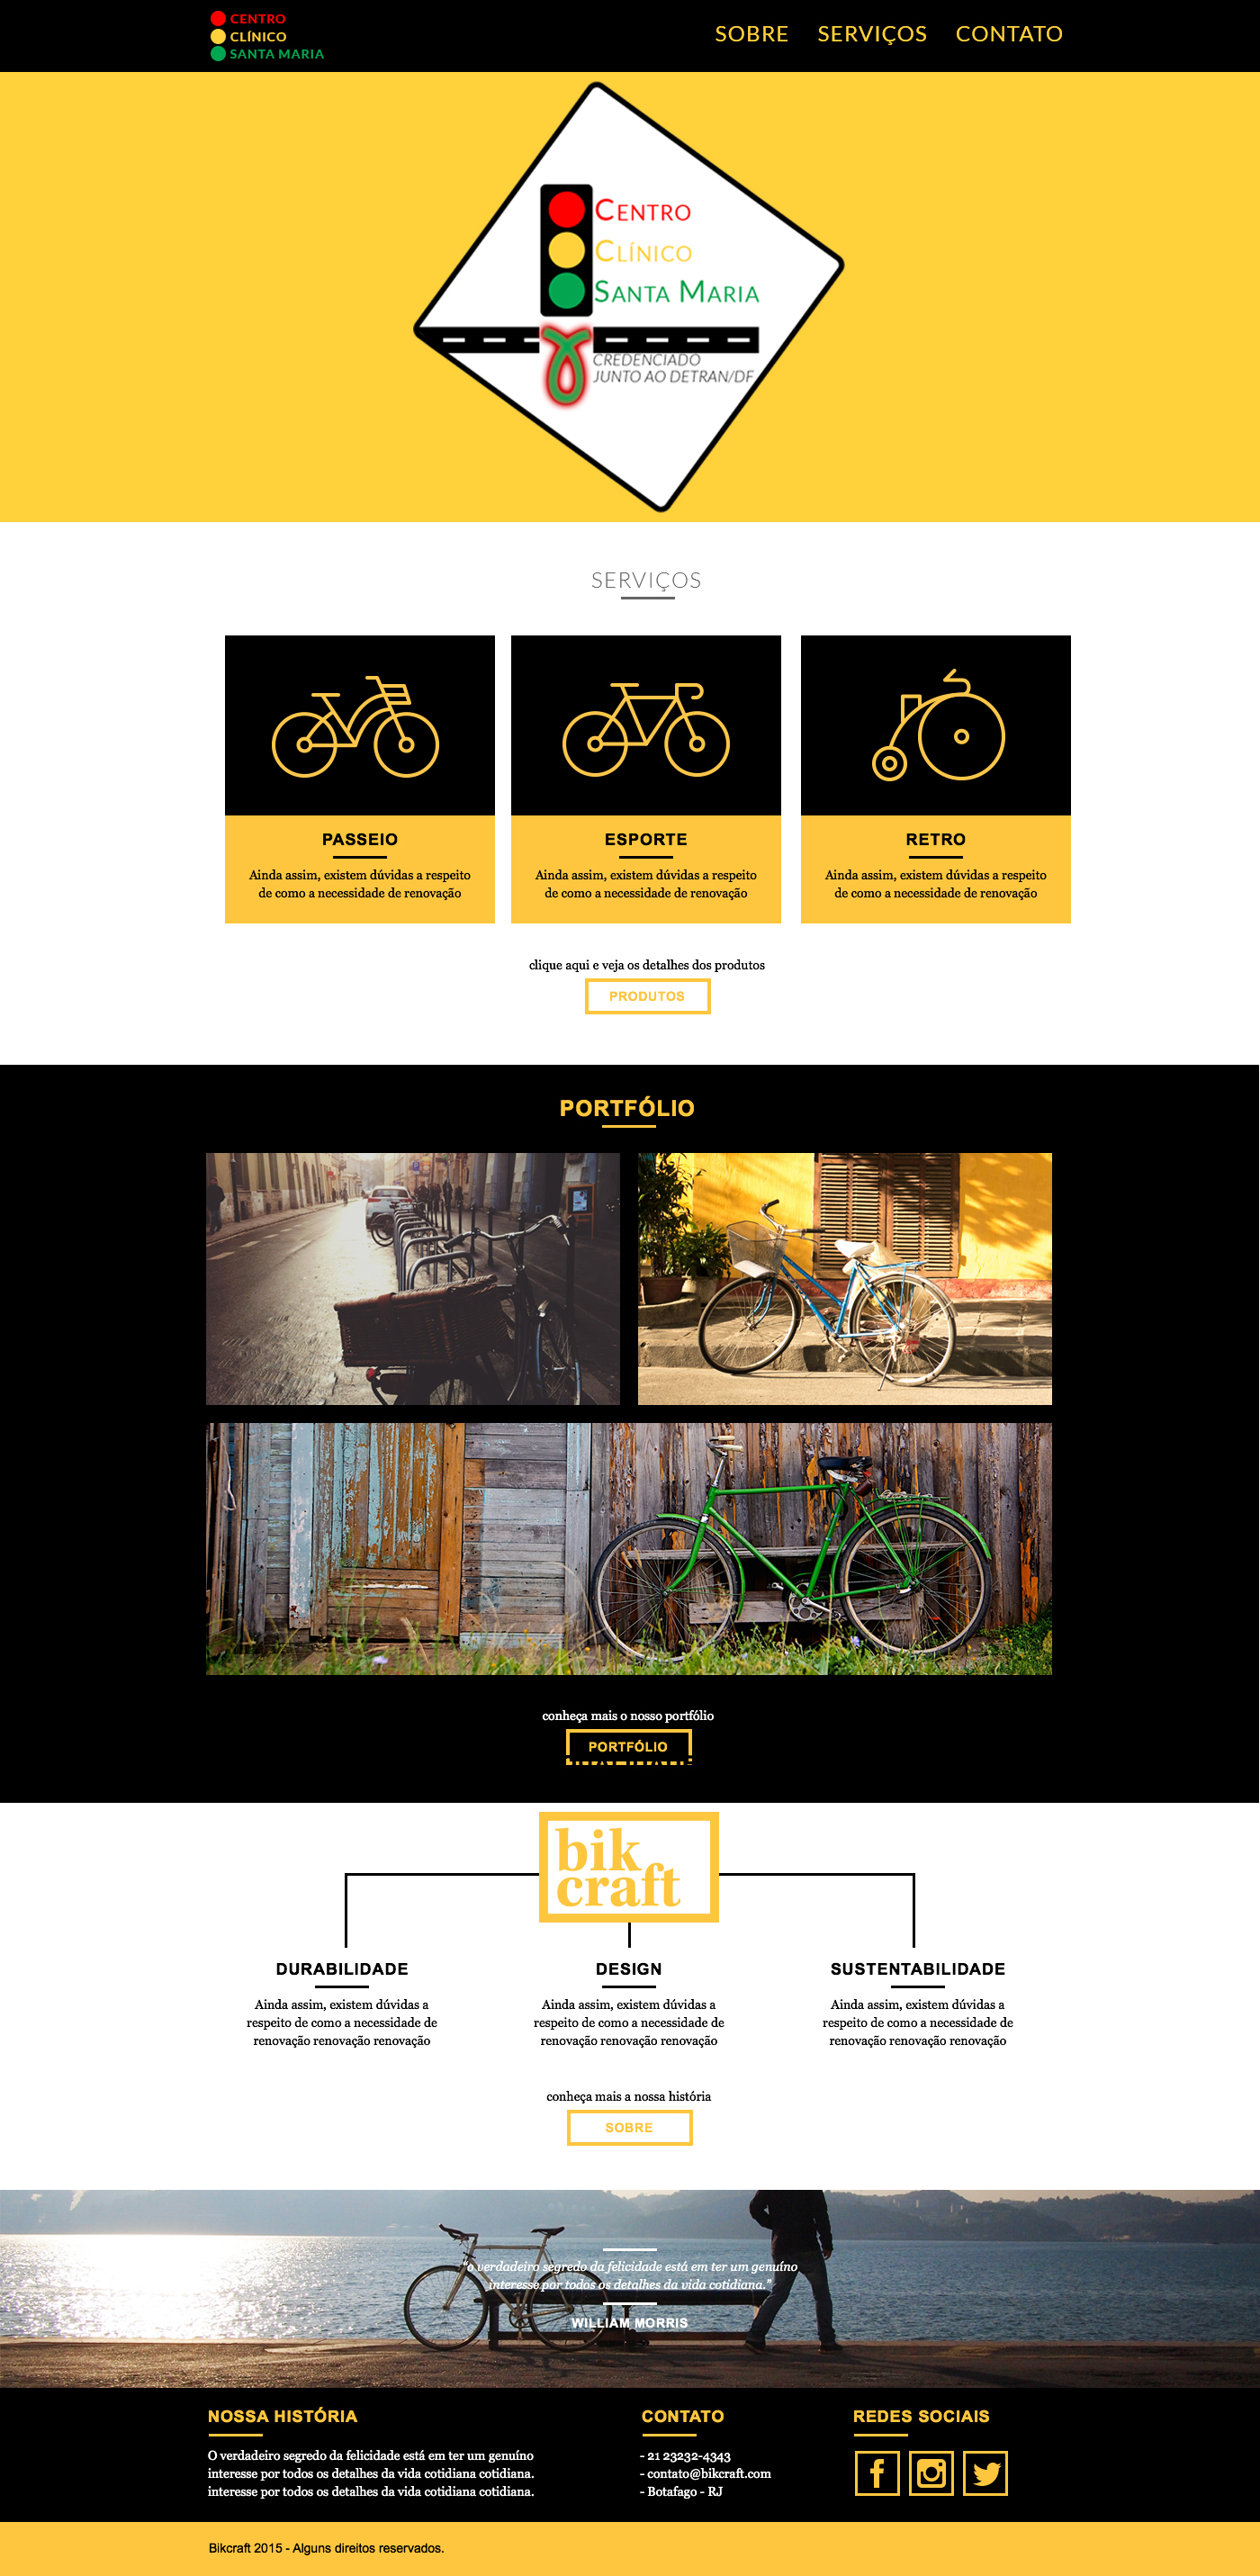 CENTRO
CLÍNICO
SANTA MARIA
SOBRE SERVIÇOS CONTATO
CENTRO
CLÍNICO
SANTA MARIA
CREDENCIADO
JUNTO AO DETRAN/DF
SERVIÇOS
PASSEIO
Ainda assim, existem dúvidas a respeito
de como a necessidade de renovação
ESPORTE
Ainda assim, existem dúvidas a respeito
de como a necessidade de renovação
RETRO
Ainda assim, existem dúvidas a respeito
de como a necessidade de renovação
clique aqui e veja os detalhes dos produtos
PRODUTOS
PORTFÓLIO
conheça mais o nosso portfólio
PORTFÓLIO
bik
craft
DURABILIDADE
Ainda assim, existem dúvidas a
respeito de como a necessidade de
renovação renovação renovação
DESIGN
Ainda assim, existem dúvidas a
respeito de como a necessidade de
renovação renovação renovação
SUSTENTABILIDADE
Ainda assim, existem dúvidas a
respeito de como a necessidade de
renovação renovação renovação
conheça mais a nossa história
SOBRE
"o verdadeiro segredo da felicidade está em ter um genuíno
interesse por todos os detalhes da vida cotidiana."
WILLIAM MORRIS
NOSSA HISTÓRIA
O verdadeiro segredo da felicidade está em ter um genuíno
interesse por todos os detalhes da vida cotidiana cotidiana.
interesse por todos os detalhes da vida cotidiana cotidiana.
CONTATO
- 21 23232-4343
- contato@bikcraft.com
- Botafago - RJ
REDES SOCIAIS
Bikcraft 2015 - Alguns direitos reservados.